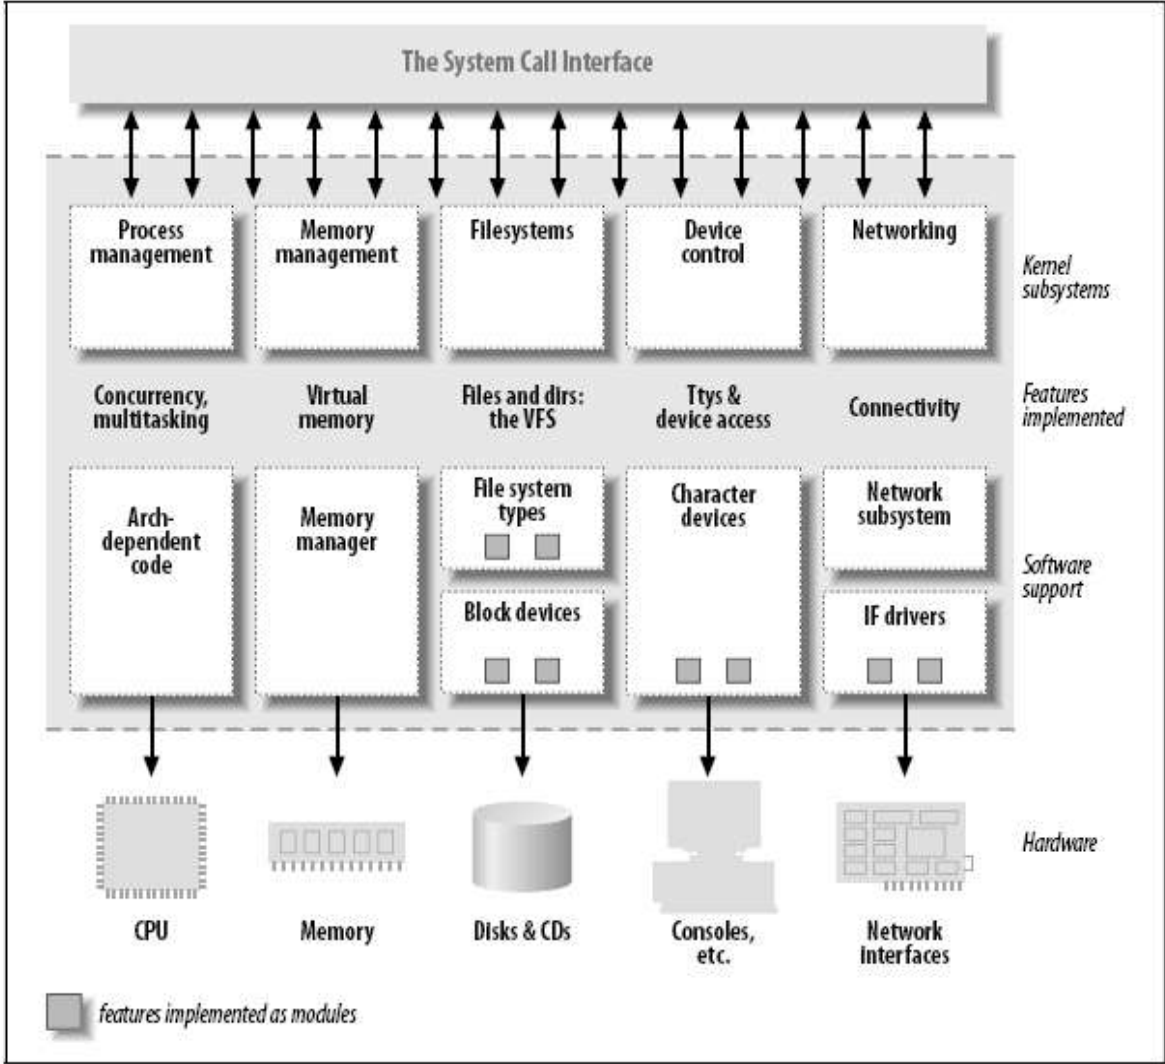 The System Call Interface
Process
management
Memory
management
Filesystems
Device
control
Networking
Kernel
subsystems
Concurrency,
multitasking
Virtual
memory
Files and dirs:
the VFS
Ttys &
device access
Connectivity
Features
implemented
Arch-
dependent
code
Memory
manager
File system
types
Block devices
Character
devices
Network
subsystem
IF drivers
Software
support
CPU
Memory
Disks & CDs
Consoles,
etc.
Network
interfaces
Hardware
features implemented as modules